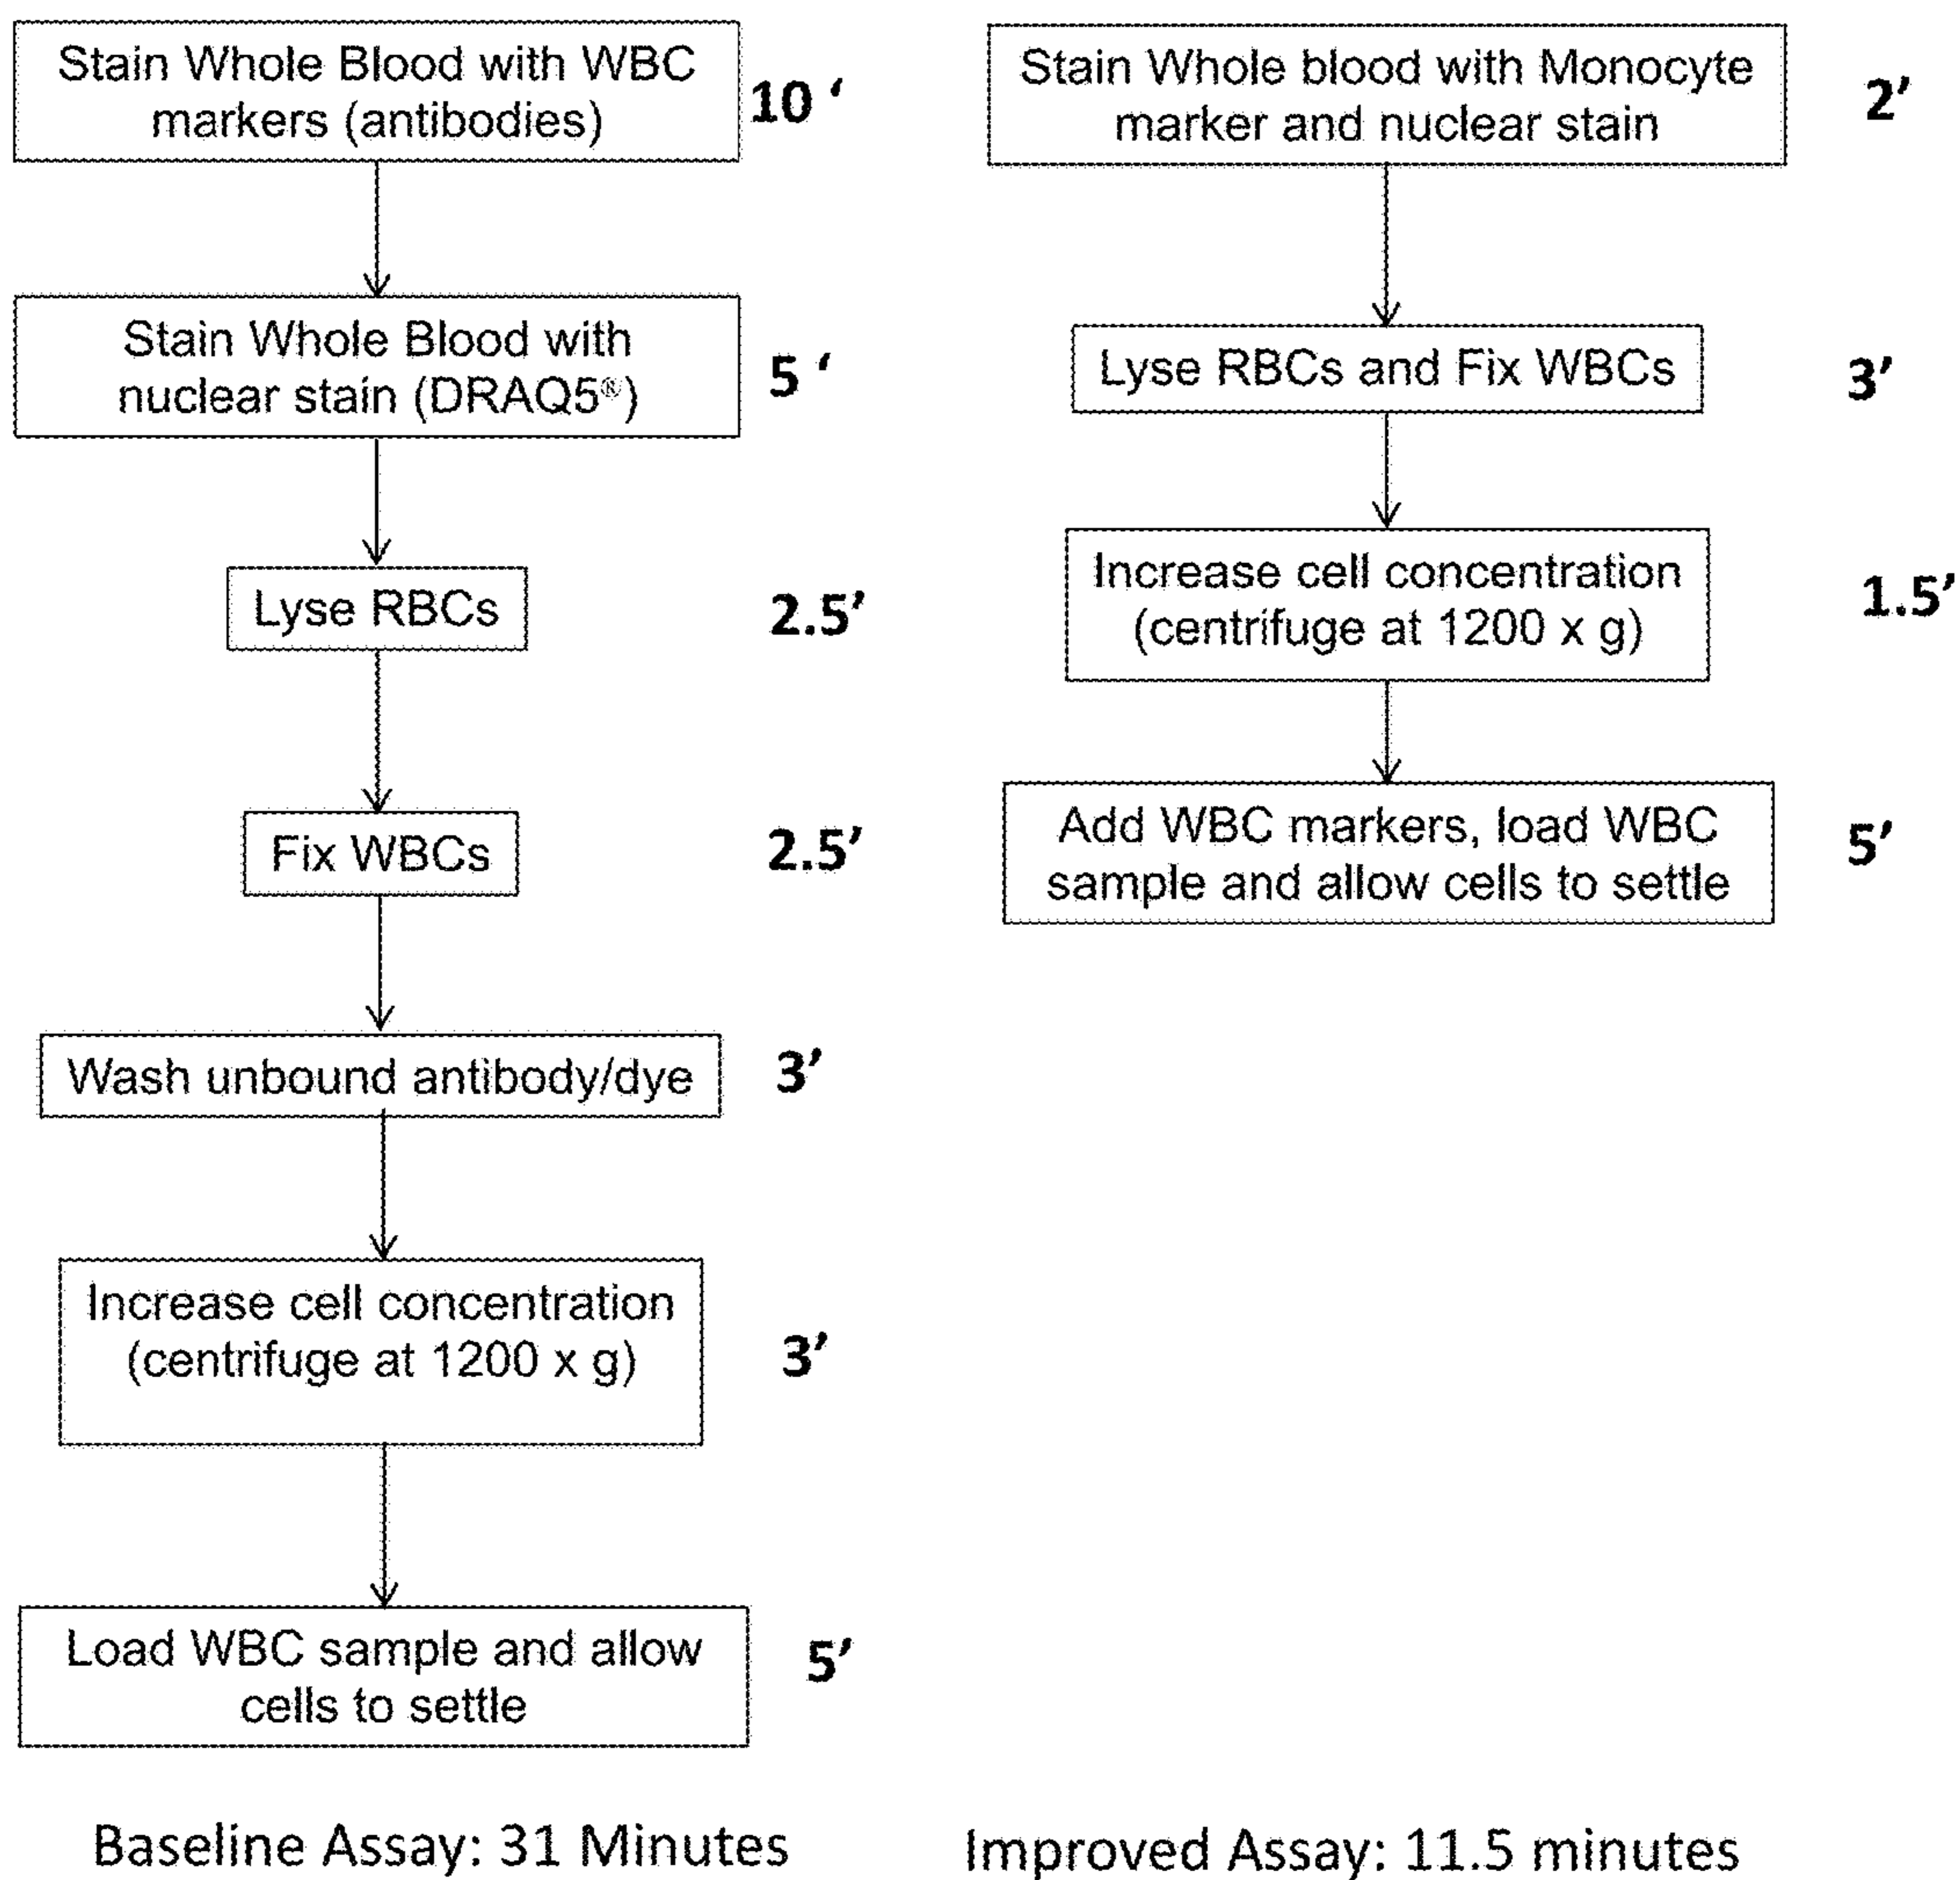 Stain Whole Blood with WBC
markers (antibodies)
10 ‘
Stain Whole Blood with
nuclear stain (DRAQ5®)
5 ‘
Lyse RBCs
2.5’
Fix WBCs
2.5’
Wash unbound antibody/dye
3’
Increase cell concentration
(centrifuge at 1200 x g)
3’
Load WBC sample and allow
cells to settle
5’
Baseline Assay: 31 Minutes
Stain Whole blood with Monocyte
marker and nuclear stain
2’
Lyse RBCs and Fix WBCs
3’
Increase cell concentration
(centrifuge at 1200 x g)
1.5’
Add WBC markers, load WBC
sample and allow cells to settle
5’
Improved Assay: 11.5 minutes